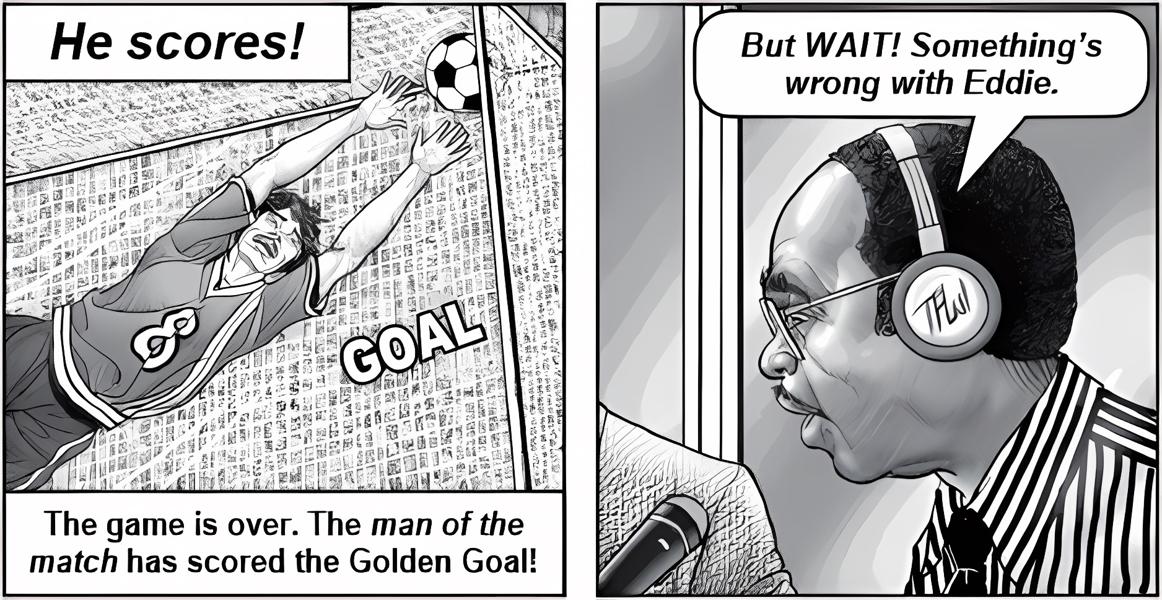 He scores!
8
GOAL
The game is over. The man of the
match has scored the Golden Goal!
But WAIT! Something's
wrong with Eddie.